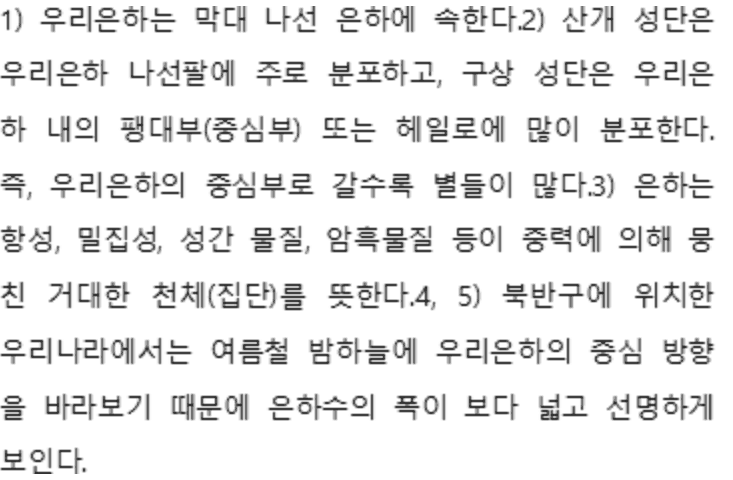 1) 우리은하는 막대 나선 은하에 속한다.2) 산개 성단은
우리은하 나선팔에 주로 분포하고, 구상 성단은 우리은
하 내의 팽대부(중심부) 또는 헤일로에 많이 분포한다.
즉, 우리은하의 중심부로 갈수록 별들이 많다.3) 은하는
항성, 밀집성, 성간 물질, 암흑물질 등이 중력에 의해 뭉
친 거대한 천체(집단)를 뜻한다.4, 5) 북반구에 위치한
우리나라에서는 여름철 밤하늘에 우리은하의 중심 방향
을 바라보기 때문에 은하수의 폭이 보다 넓고 선명하게
보인다.